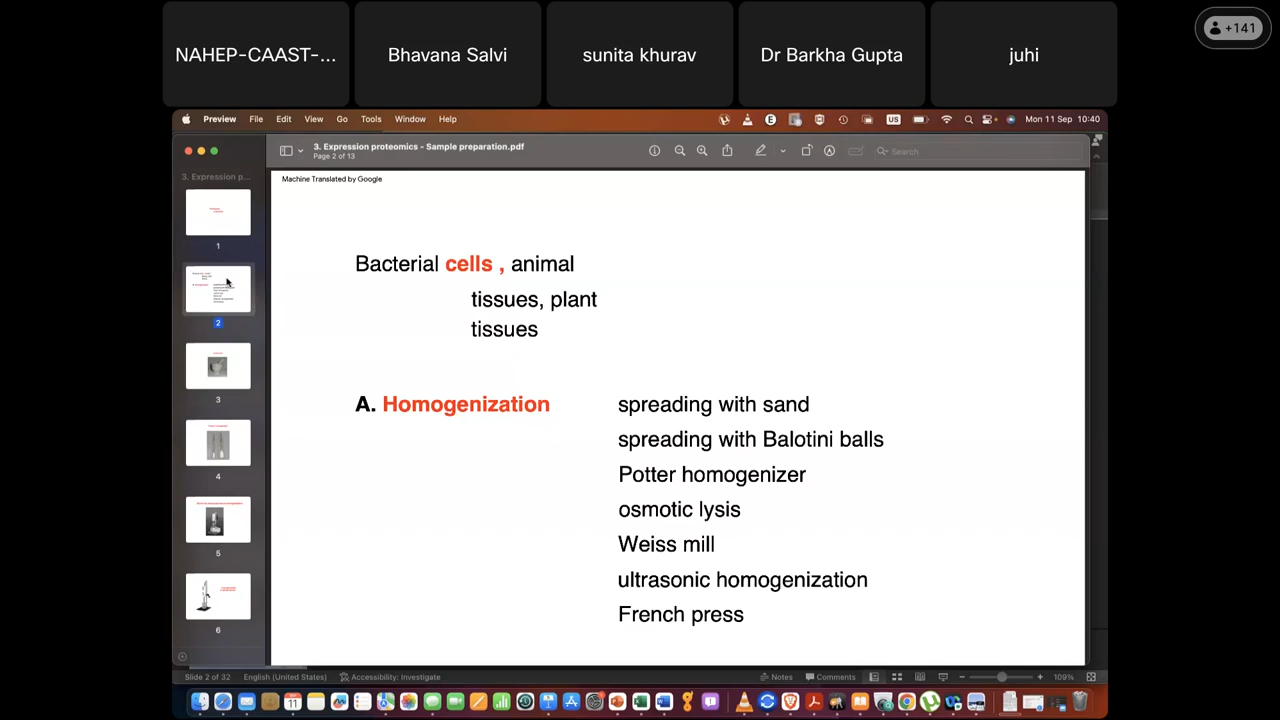 NAHEP-CAAST-...
Bhavana Salvi
sunita khurav
Dr Barkha Gupta
juhi
+141
Preview File Edit View Go Tools Window Help
US
Mon 11 Sep 10:40
3. Expression p...
3. Expression proteomics - Sample preparation.pdf
Page 2 of 13
Search
Machine Translated by Google
1
2
3
4
5
6
Bacterial cells , animal
tissues, plant
tissues
A. Homogenization
spreading with sand
spreading with Balotini balls
Potter homogenizer
osmotic lysis
Weiss mill
ultrasonic homogenization
French press
Slide 2 of 32 English (United States) Accessibility: Investigate Notes Comments 109%